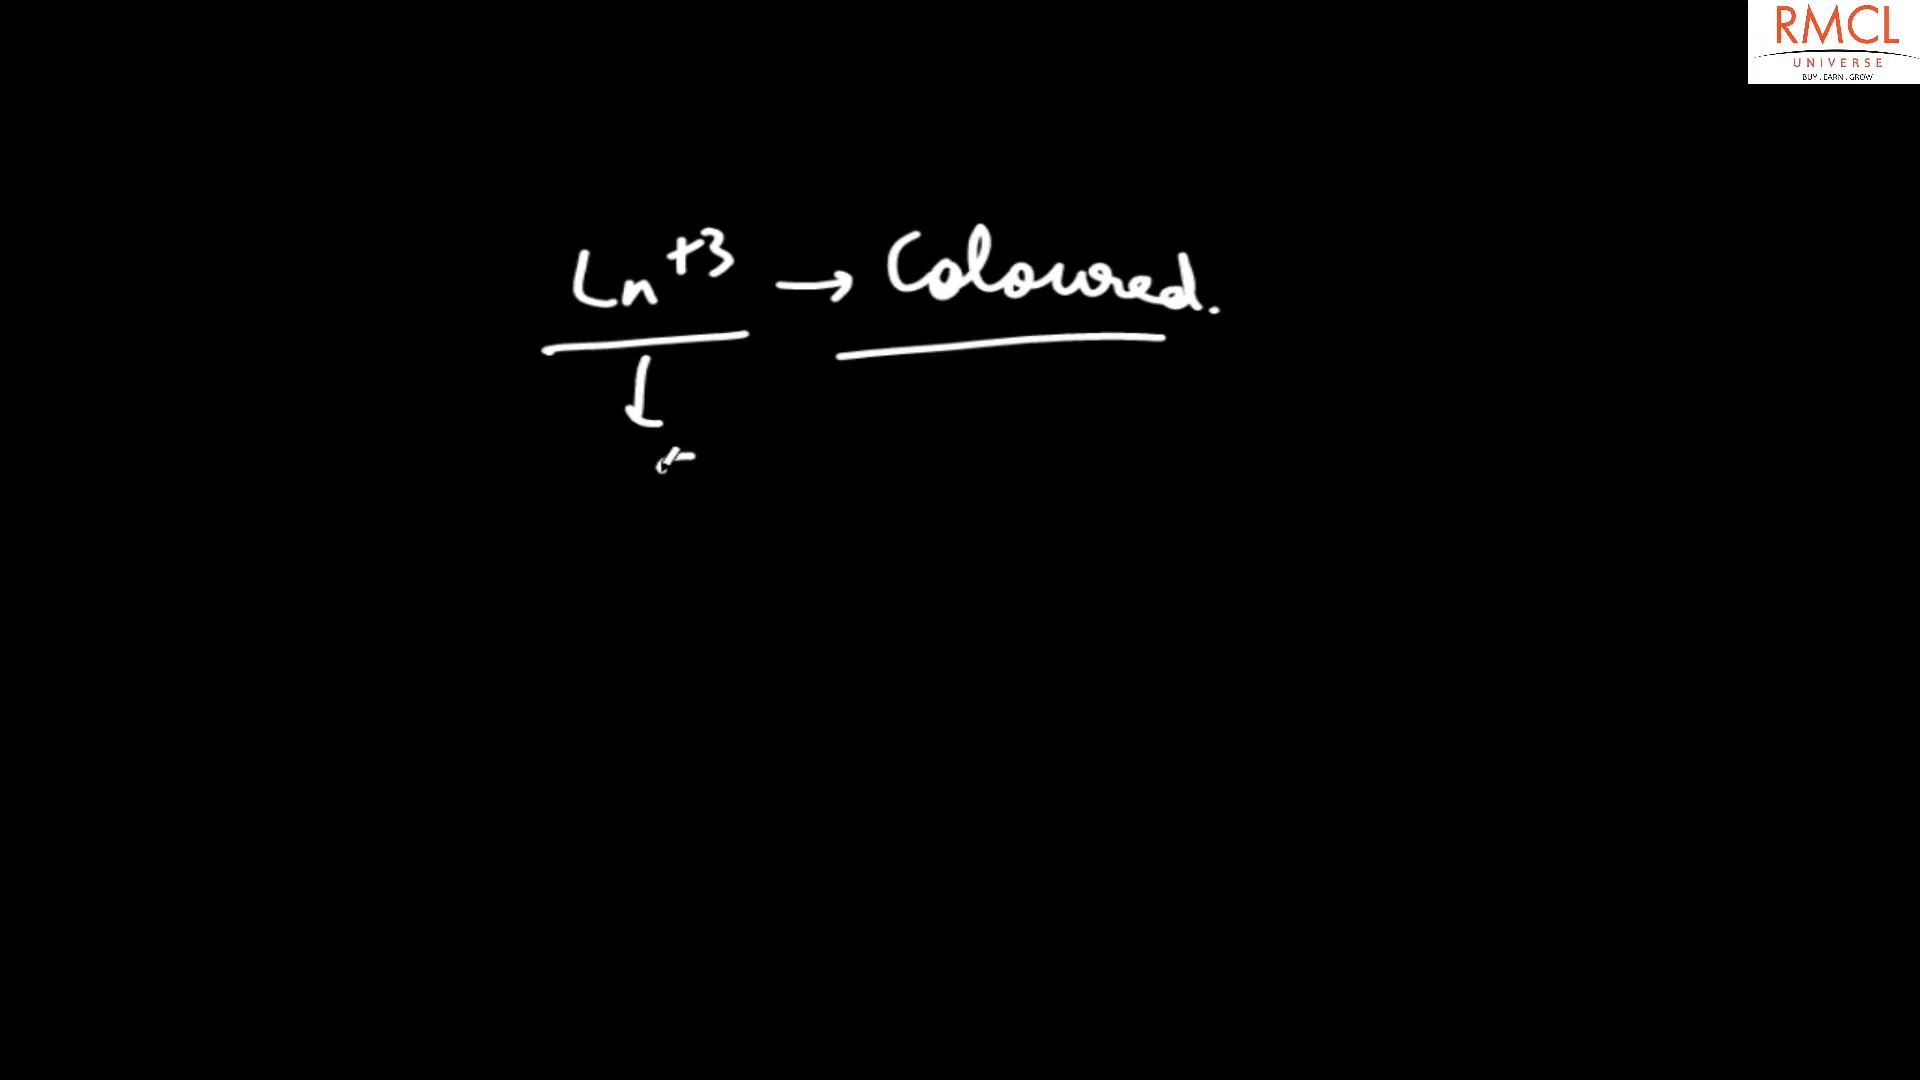 RMCL
UNIVERSE
BUY . EARN . GROW
Ln⁺³ → Coloured.